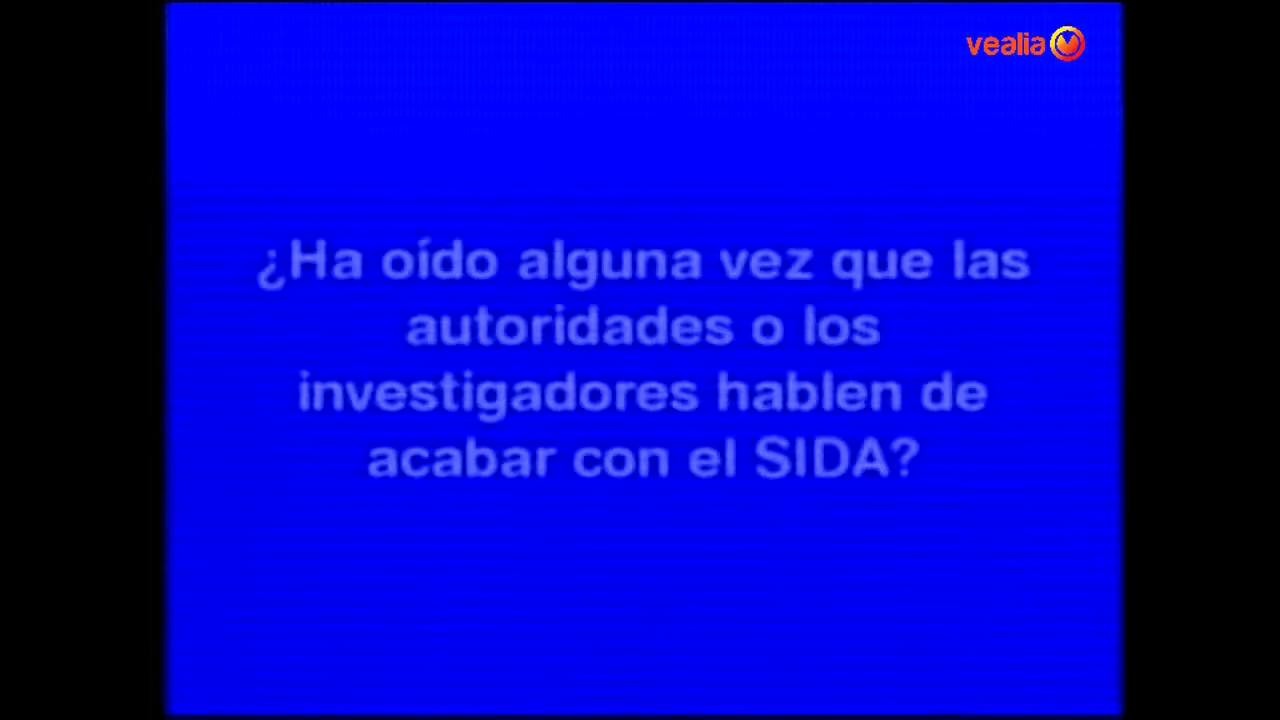 vealia
¿Ha oído alguna vez que las
autoridades o los
investigadores hablen de
acabar con el SIDA?